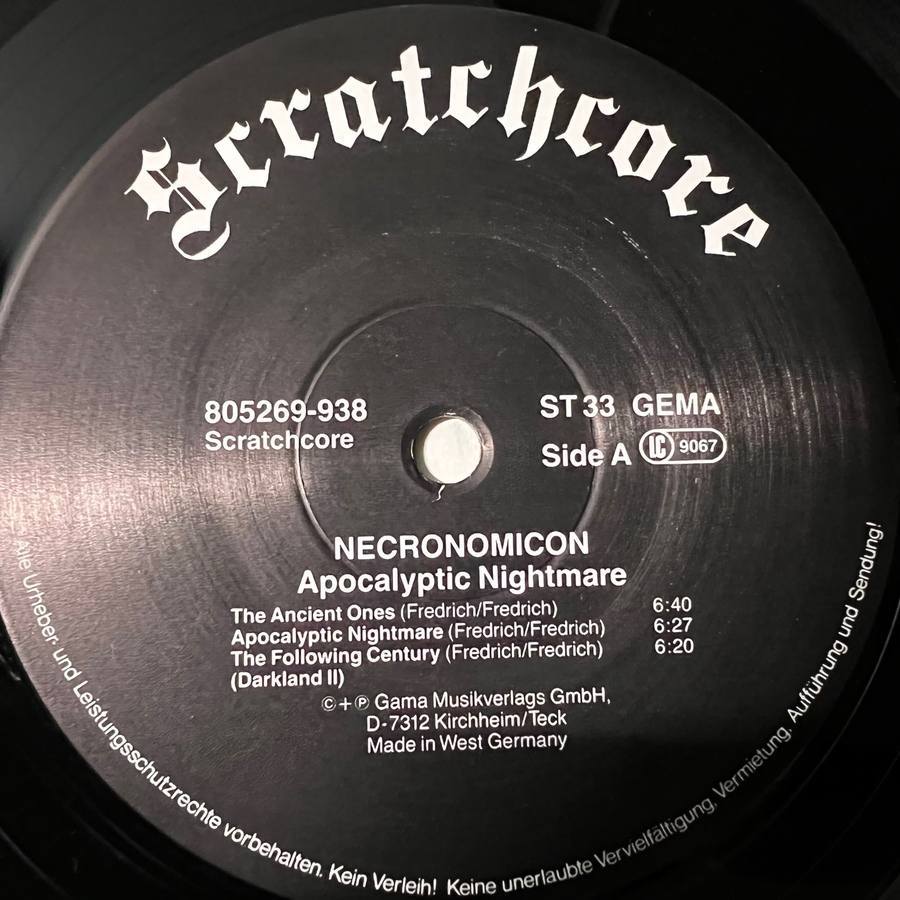 Scratchcore
805269-938
Scratchcore
ST 33 GEMA
Side A LC 9067
NECRONOMICON
Apocalyptic Nightmare
The Ancient Ones (Fredrich/Fredrich) 6:40
Apocalyptic Nightmare (Fredrich/Fredrich) 6:27
The Following Century (Fredrich/Fredrich) 6:20
(Darkland II)
©+℗ Gama Musikverlags GmbH,
D-7312 Kirchheim/Teck
Made in West Germany
Alle Urheber- und Leistungsschutzrechte vorbehalten. Kein Verleih! Keine unerlaubte Vervielfältigung, Vermietung, Aufführung und Sendung!